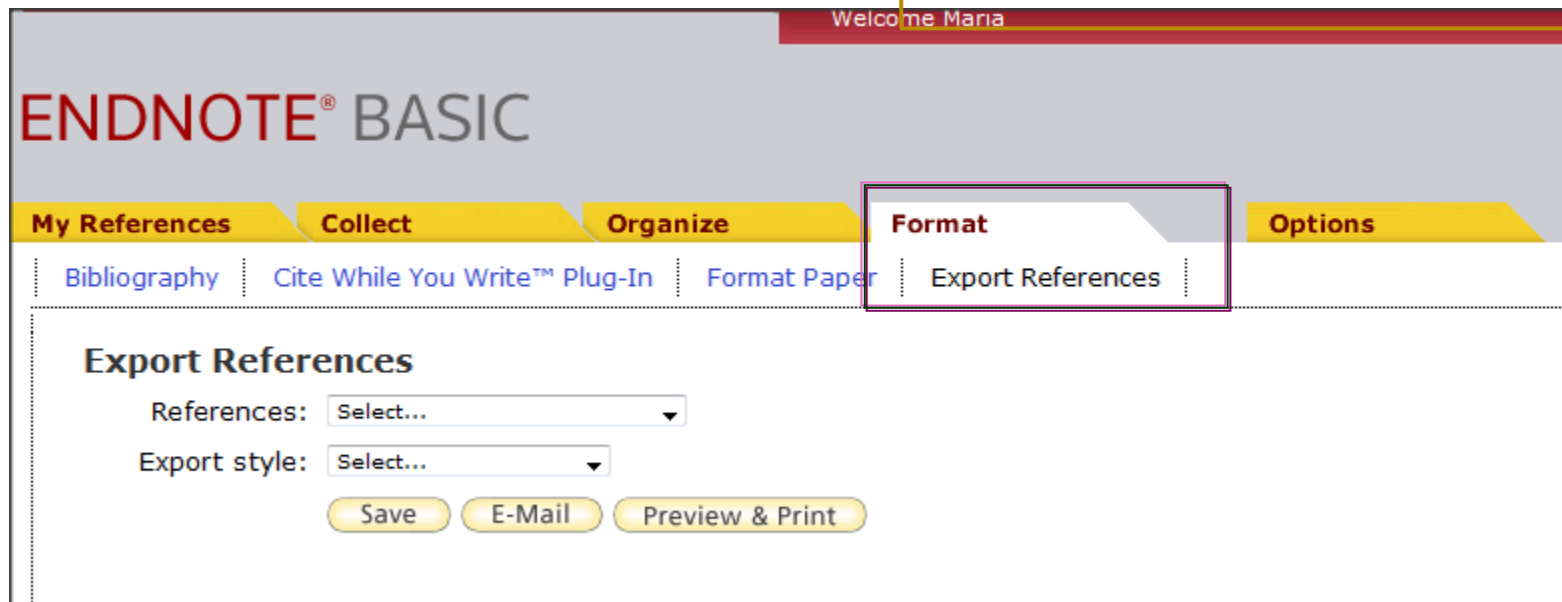 Welcome Maria
ENDNOTE® BASIC
My References Collect Organize Format Options
Bibliography Cite While You Write™ Plug-In Format Paper Export References
Export References
References: Select...
Export style: Select...
Save E-Mail Preview & Print